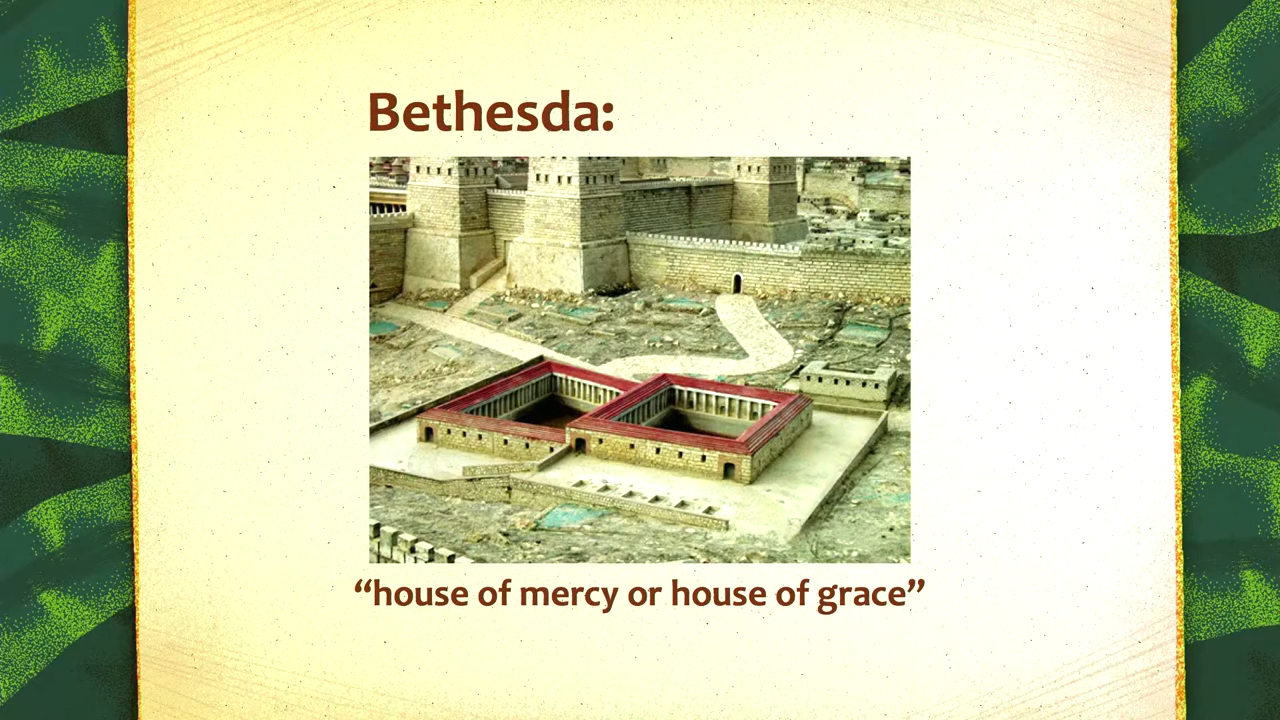 Bethesda:
“house of mercy or house of grace”